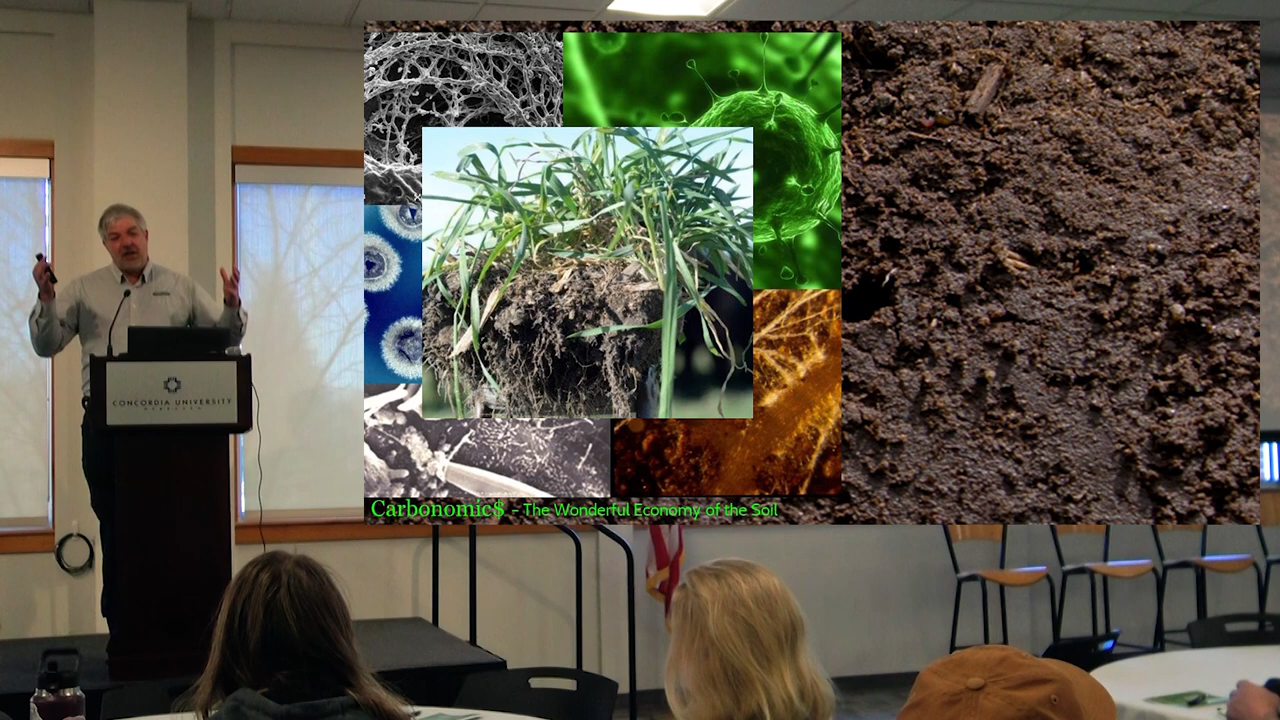 CONCORDIA UNIVERSITY
Carbonomic$ - The Wonderful Economy of the Soil